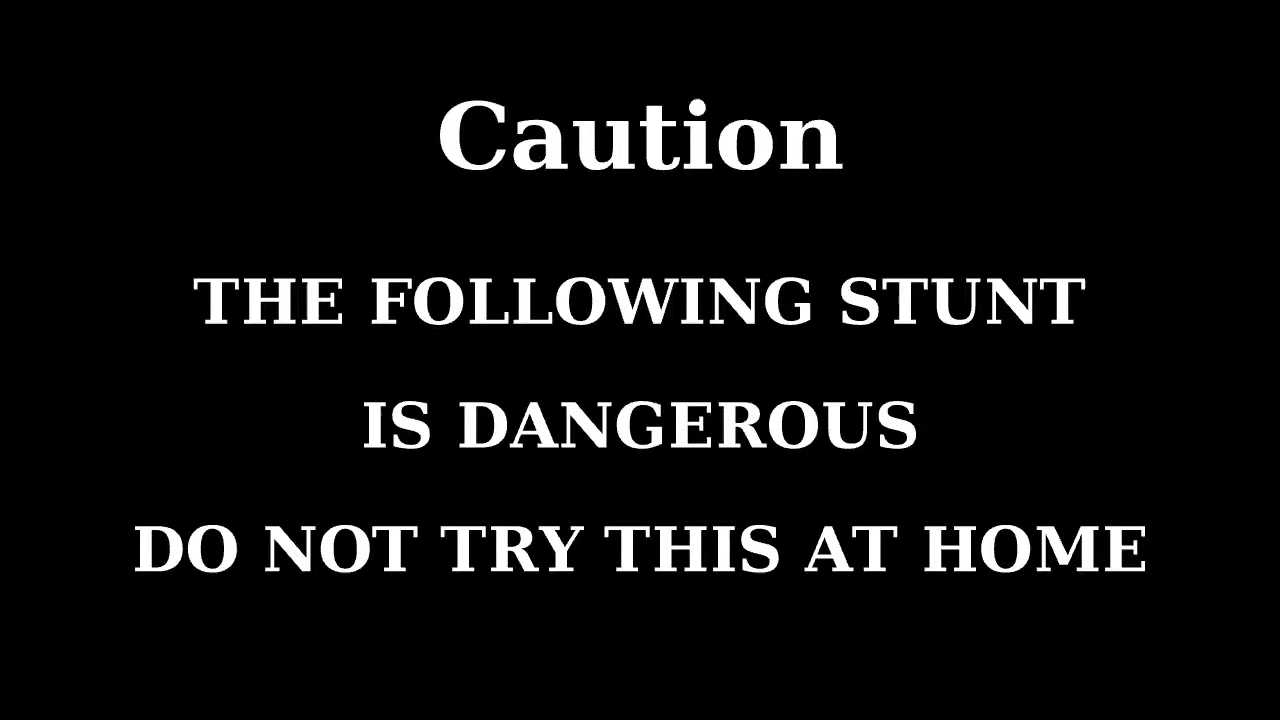 Caution
THE FOLLOWING STUNT
IS DANGEROUS
DO NOT TRY THIS AT HOME